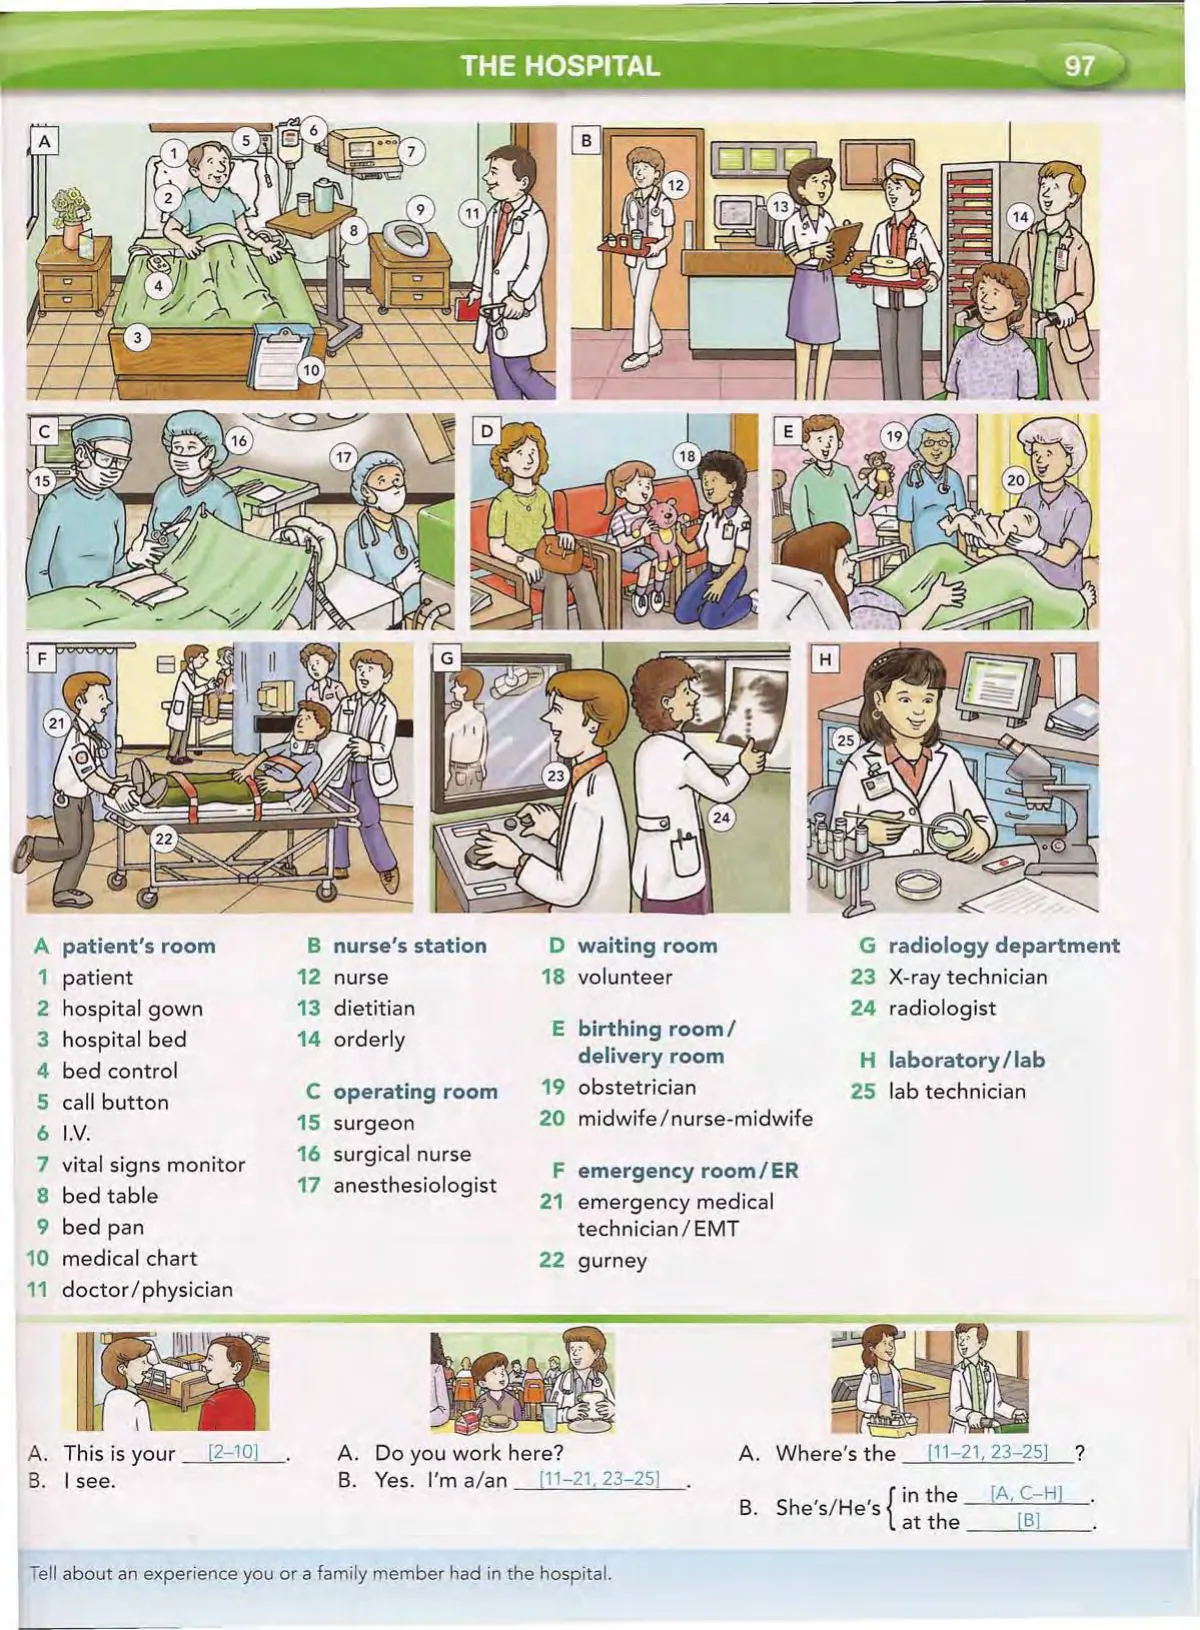 THE HOSPITAL
97
A
1
2
3
4
5
6
7
8
9
10
11
B
12
13
14
C
15
16
17
D
18
E
19
20
F
21
22
G
23
24
H
25
A patient's room
1 patient
2 hospital gown
3 hospital bed
4 bed control
5 call button
6 I.V.
7 vital signs monitor
8 bed table
9 bed pan
10 medical chart
11 doctor/physician
B nurse's station
12 nurse
13 dietitian
14 orderly
C operating room
15 surgeon
16 surgical nurse
17 anesthesiologist
D waiting room
18 volunteer
E birthing room/
delivery room
19 obstetrician
20 midwife/nurse-midwife
F emergency room/ER
21 emergency medical
technician/EMT
22 gurney
G radiology department
23 X-ray technician
24 radiologist
H laboratory/lab
25 lab technician
A. This is your [2–10].
B. I see.
A. Do you work here?
B. Yes. I'm a/an [11–21, 23–25].
A. Where's the [11–21, 23–25]?
B. She's/He's { in the [A, C–H].
at the [B].
Tell about an experience you or a family member had in the hospital.